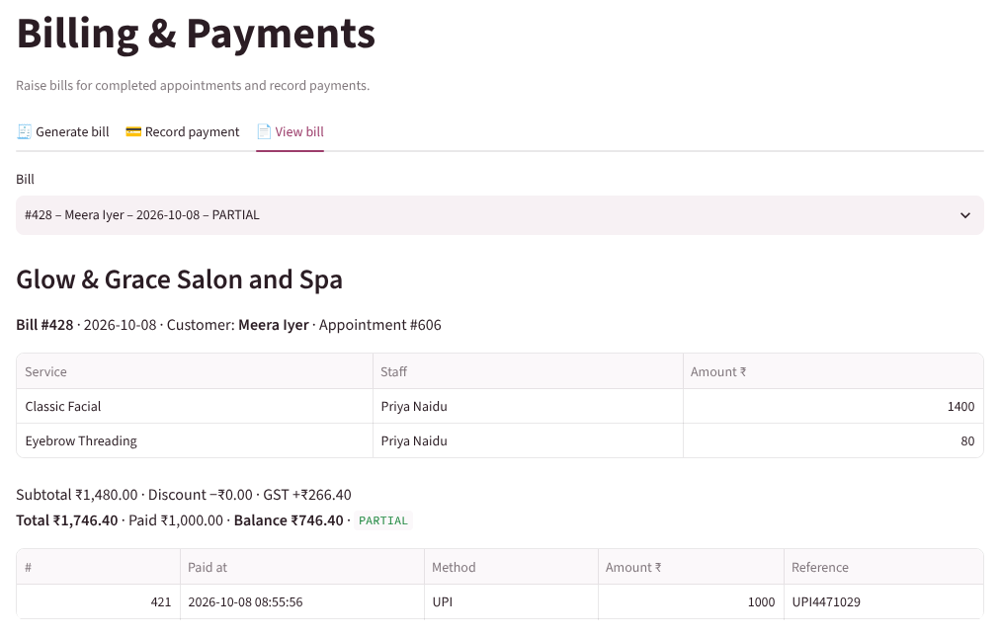 Billing & Payments
Raise bills for completed appointments and record payments.
🧾 Generate bill 💳 Record payment 📄 View bill
Bill
#428 – Meera Iyer – 2026-10-08 – PARTIAL
Glow & Grace Salon and Spa
Bill #428 · 2026-10-08 · Customer: Meera Iyer · Appointment #606
Service Staff Amount ₹
Classic Facial Priya Naidu 1400
Eyebrow Threading Priya Naidu 80
Subtotal ₹1,480.00 · Discount −₹0.00 · GST +₹266.40
Total ₹1,746.40 · Paid ₹1,000.00 · Balance ₹746.40 · PARTIAL
# Paid at Method Amount ₹ Reference
421 2026-10-08 08:55:56 UPI 1000 UPI4471029